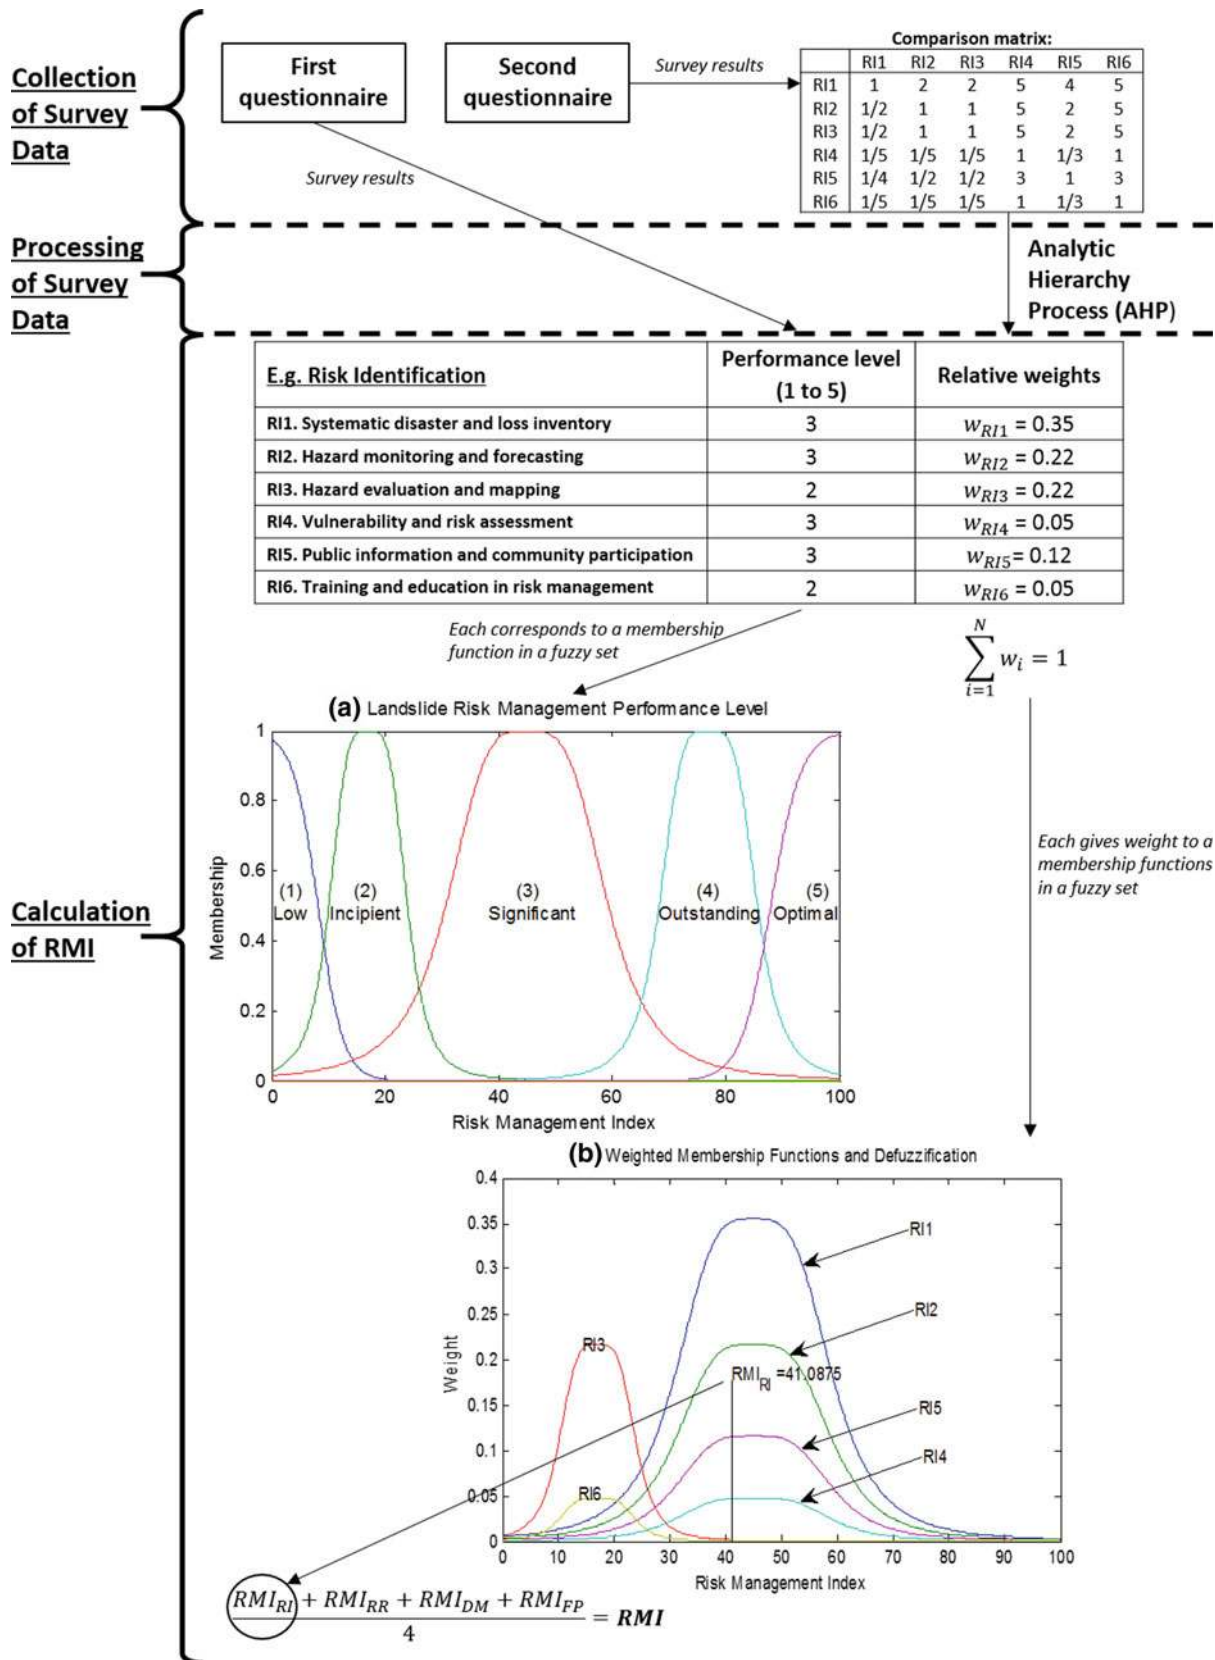 Collection
of Survey
Data
First
questionnaire
Second
questionnaire
Survey results
Survey results
Comparison matrix:
RI1 RI2 RI3 RI4 RI5 RI6
RI1 1 2 2 5 4 5
RI2 1/2 1 1 5 2 5
RI3 1/2 1 1 5 2 5
RI4 1/5 1/5 1/5 1 1/3 1
RI5 1/4 1/2 1/2 3 1 3
RI6 1/5 1/5 1/5 1 1/3 1
Processing
of Survey
Data
Analytic
Hierarchy
Process (AHP)
Calculation
of RMI
E.g. Risk Identification Performance level (1 to 5) Relative weights
RI1. Systematic disaster and loss inventory 3 w_RI1 = 0.35
RI2. Hazard monitoring and forecasting 3 w_RI2 = 0.22
RI3. Hazard evaluation and mapping 2 w_RI3 = 0.22
RI4. Vulnerability and risk assessment 3 w_RI4 = 0.05
RI5. Public information and community participation 3 w_RI5 = 0.12
RI6. Training and education in risk management 2 w_RI6 = 0.05
Each corresponds to a membership
function in a fuzzy set
∑_{i=1}^{N} w_i = 1
Each gives weight to a
membership functions
in a fuzzy set
(a) Landslide Risk Management Performance Level
Membership
1
0.8
0.6
0.4
0.2
0
(1) (2) (3) (4) (5)
Low Incipient Significant Outstanding Optimal
0 20 40 60 80 100
Risk Management Index
(b) Weighted Membership Functions and Defuzzification
Weight
0.4
0.35
0.3
0.25
0.2
0.15
0.1
0.05
0
RI1
RI2
RI3
RMI_RI =41.0875
RI5
RI4
RI6
0 10 20 30 40 50 60 70 80 90 100
Risk Management Index
RMI_RI + RMI_RR + RMI_DM + RMI_FP
4
= RMI